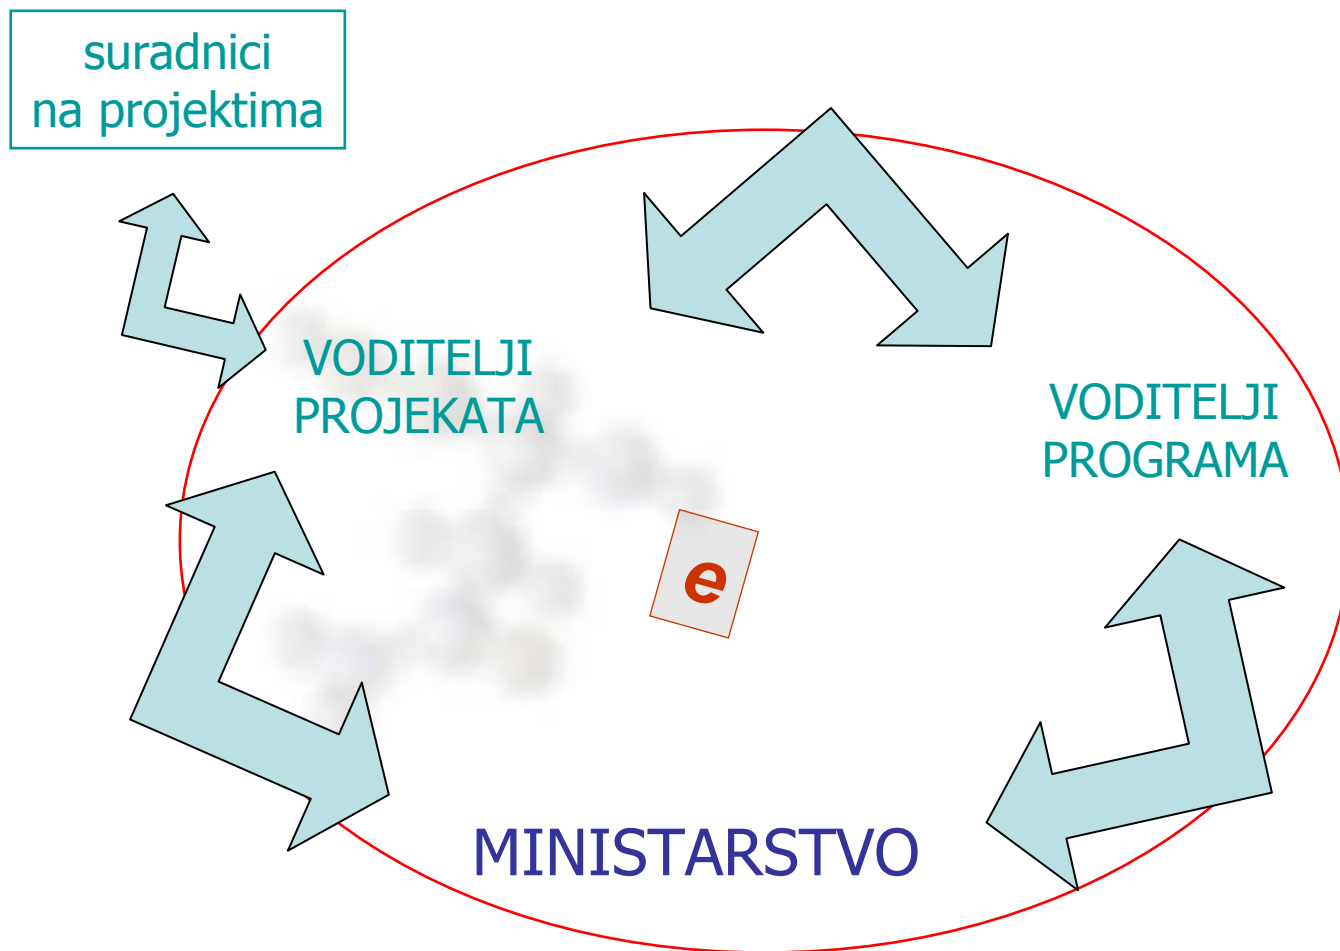 suradnici
na projektima
VODITELJI
PROJEKATA
VODITELJI
PROGRAMA
e
MINISTARSTVO